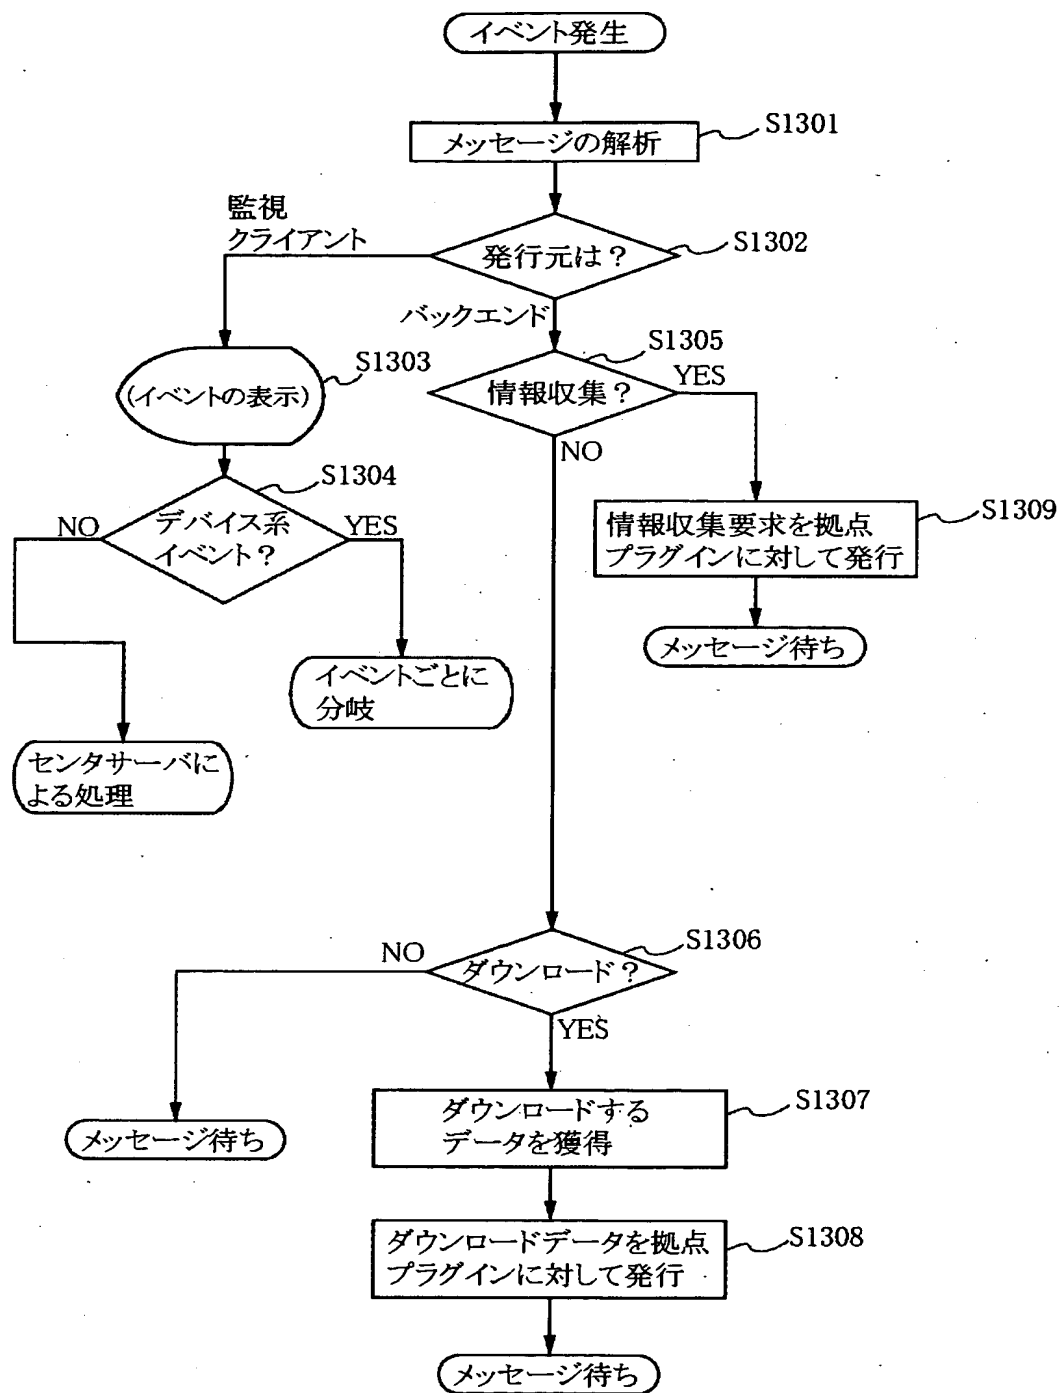 イベント発生
メッセージの解析
S1301
監視
クライアント
発行元は？
S1302
バックエンド
S1303
(イベントの表示)
S1305
情報収集？
YES
NO
S1304
デバイス系
イベント？
NO
YES
S1309
情報収集要求を拠点
プラグインに対して発行
メッセージ待ち
イベントごとに
分岐
センタサーバに
よる処理
S1306
ダウンロード？
NO
YES
メッセージ待ち
S1307
ダウンロードする
データを獲得
S1308
ダウンロードデータを拠点
プラグインに対して発行
メッセージ待ち